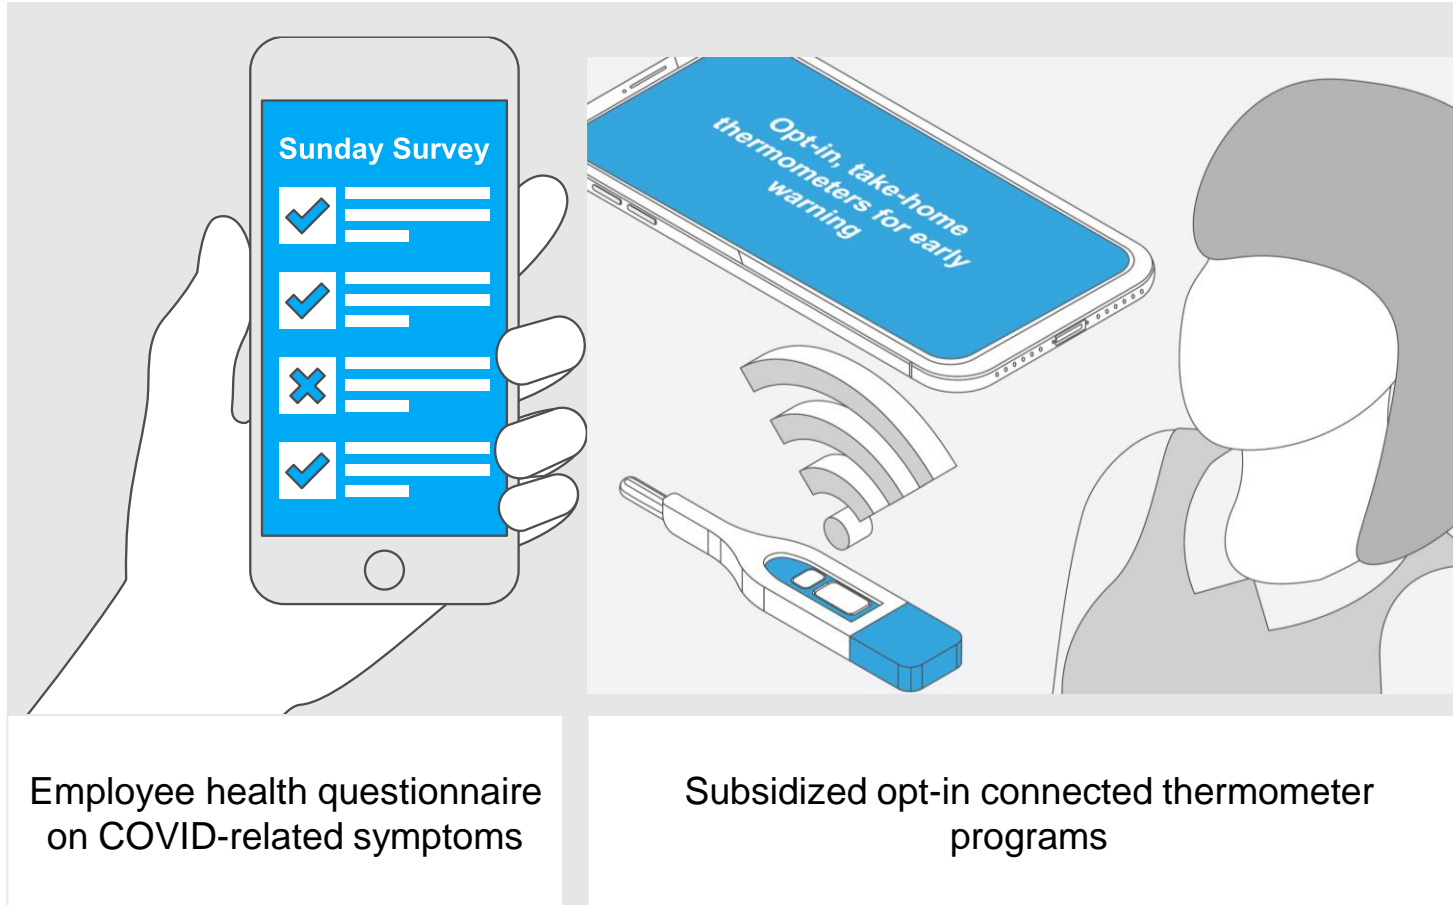 Sunday Survey
Opt-in, take-home
thermometers for early
warning
Employee health questionnaire
on COVID-related symptoms
Subsidized opt-in connected thermometer
programs